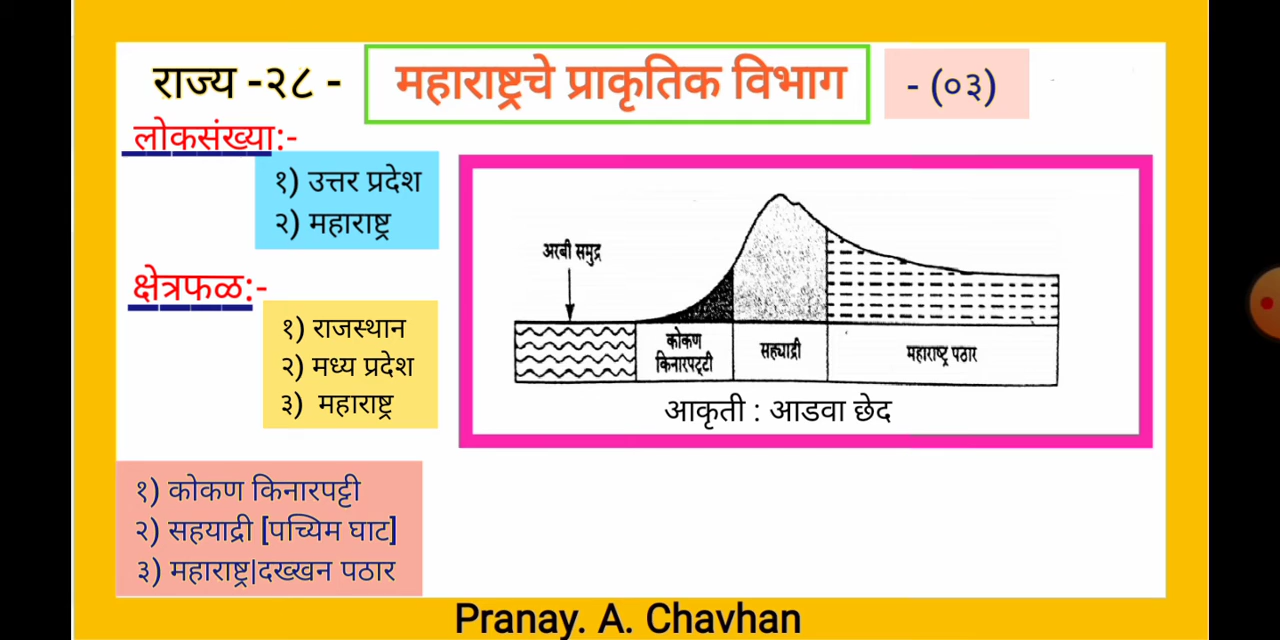 राज्य -२८ - महाराष्ट्रचे प्राकृतिक विभाग - (०३)
लोकसंख्या:-
१) उत्तर प्रदेश
२) महाराष्ट्र
क्षेत्रफळ:-
१) राजस्थान
२) मध्य प्रदेश
३) महाराष्ट्र
१) कोकण किनारपट्टी
२) सहयाद्री [पच्यिम घाट]
३) महाराष्ट्र|दख्खन पठार
अरबी समुद्र
कोकण
किनारपट्टी
सह्याद्री
महाराष्ट्र पठार
आकृती : आडवा छेद
Pranay. A. Chavhan